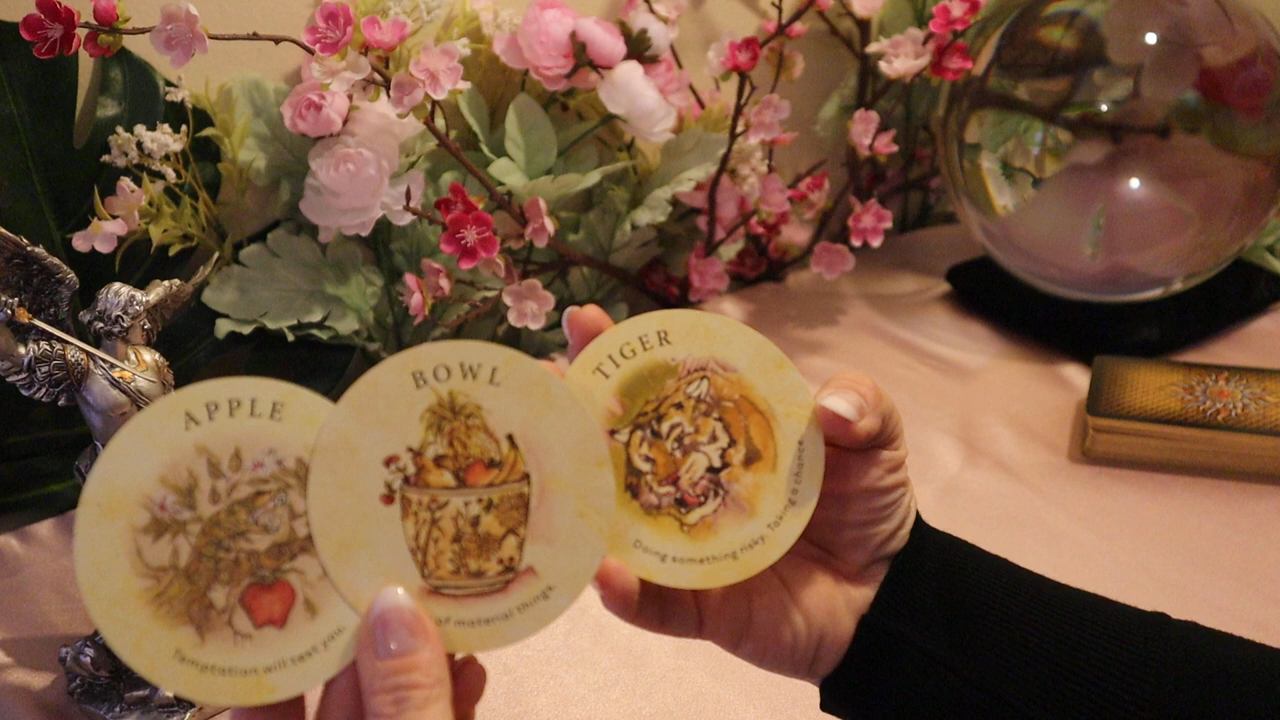 APPLE
Temptation will test you.
BOWL
of material things.
TIGER
Doing something risky. Taking a chance.